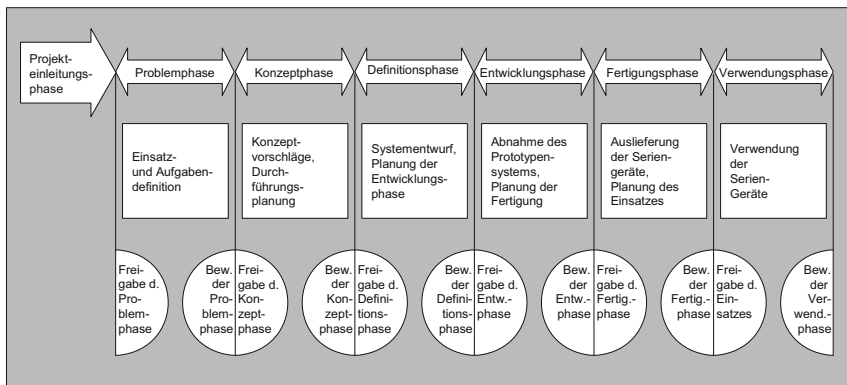 Projekt-
einleitungs-
phase
Problemphase
Konzeptphase
Definitionsphase
Entwicklungsphase
Fertigungsphase
Verwendungsphase
Einsatz-
und Aufgaben-
definition
Konzept-
vorschläge,
Durch-
führungs-
planung
Systementwurf,
Planung der
Entwicklungs-
phase
Abnahme des
Prototypen-
systems,
Planung der
Fertigung
Auslieferung
der Serien-
geräte,
Planung des
Einsatzes
Verwendung
der
Serien-
Geräte
Frei-
gabe d.
Pro-
blem-
phase
Bew.
der
Pro-
blem-
phase
Frei-
gabe d.
Kon-
zept-
phase
Bew.
der
Kon-
zept-
phase
Frei-
gabe d.
Defini-
tions-
phase
Bew.
der
Defini-
tions-
phase
Frei-
gabe d.
Entw.-
phase
Bew.
der
Entw.-
phase
Frei-
gabe d.
Fertig.-
phase
Bew.
der
Fertig.-
phase
Frei-
gabe d.
Ein-
satzes
Bew.
der
Ver-
wend.-
phase